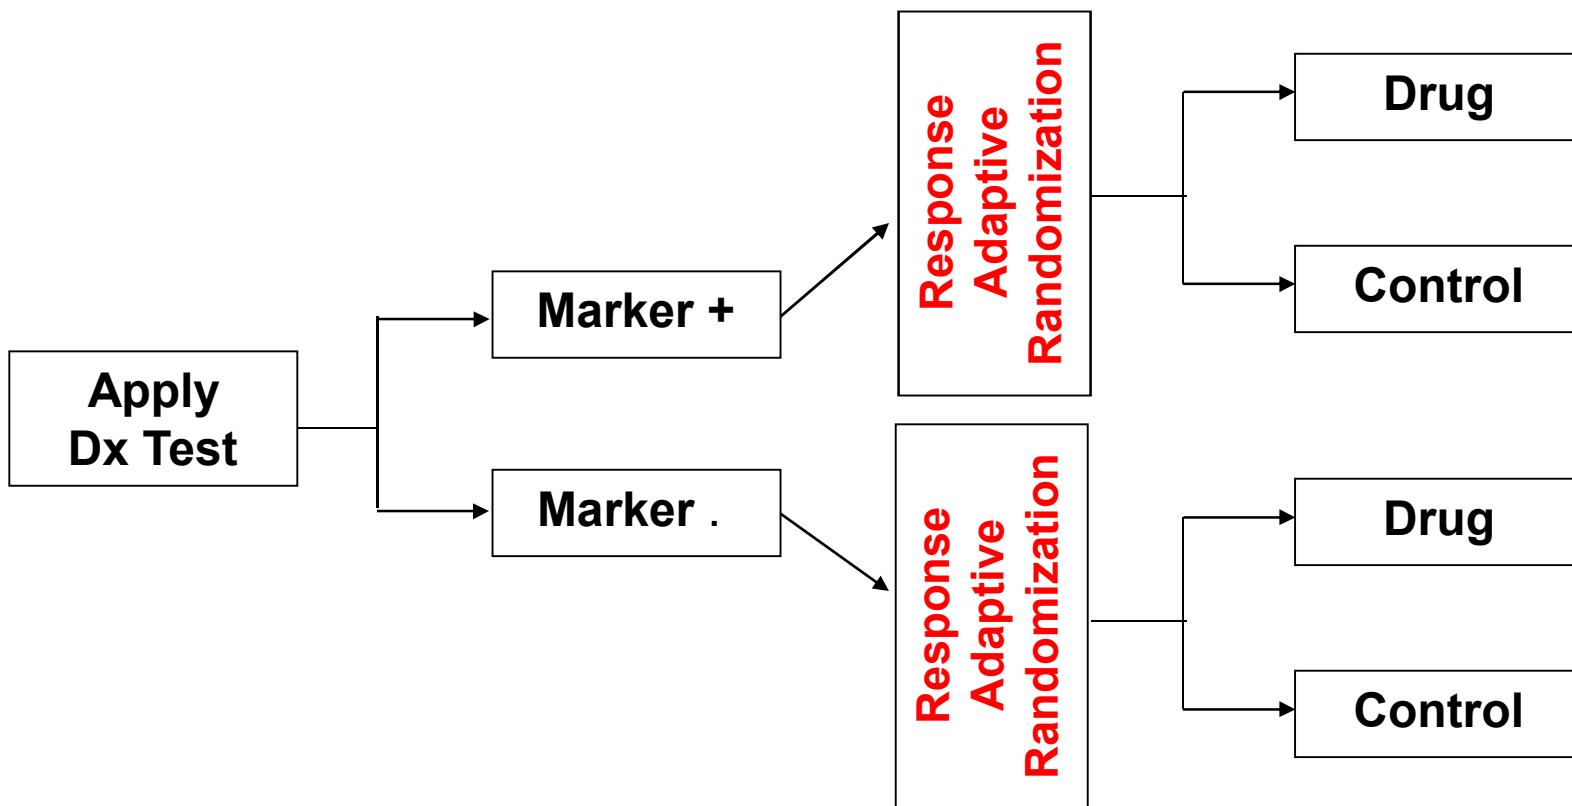 Apply
Dx Test
Marker +
Marker .
Response
Adaptive
Randomization
Drug
Control
Response
Adaptive
Randomization
Drug
Control